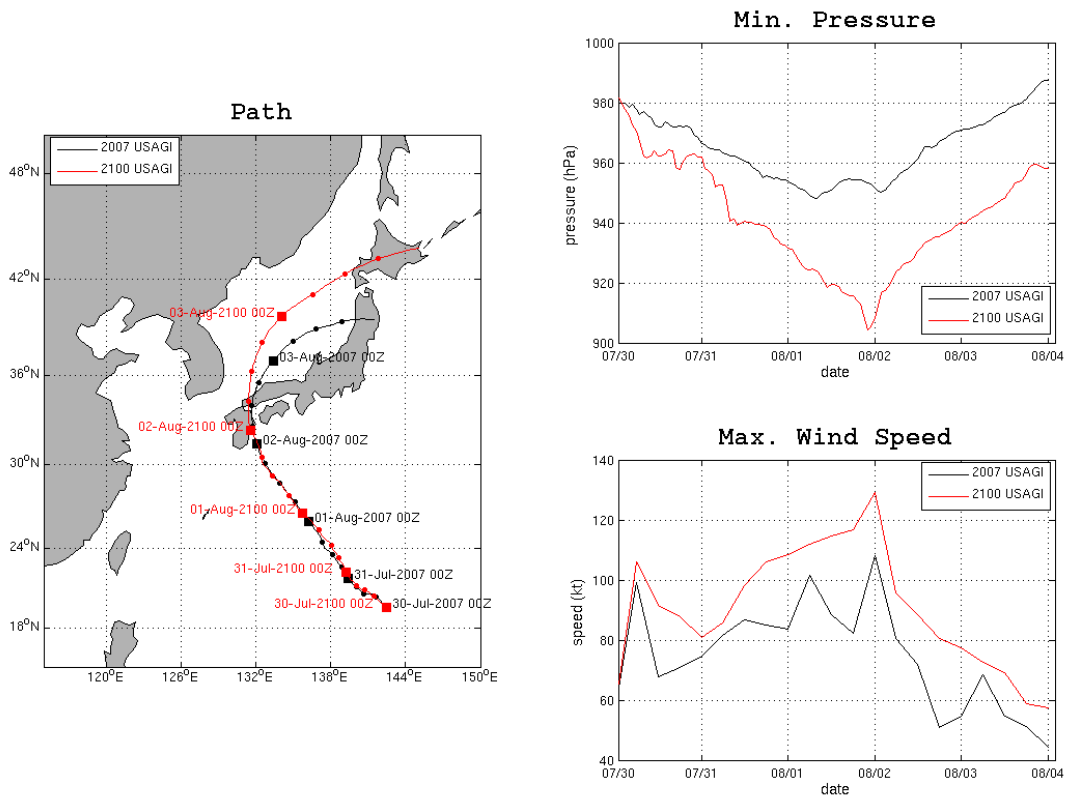 Path
2007 USAGI
2100 USAGI
48°N
42°N
36°N
30°N
24°N
18°N
120°E
126°E
132°E
138°E
144°E
150°E
03-Aug-2100 00Z
03-Aug-2007 00Z
02-Aug-2100 00Z
02-Aug-2007 00Z
01-Aug-2100 00Z
01-Aug-2007 00Z
31-Jul-2100 00Z
31-Jul-2007 00Z
30-Jul-2100 00Z
30-Jul-2007 00Z
Min. Pressure
1000
980
960
940
920
900
pressure (hPa)
2007 USAGI
2100 USAGI
07/30
07/31
08/01
08/02
08/03
08/04
date
Max. Wind Speed
140
120
100
80
60
40
speed (kt)
2007 USAGI
2100 USAGI
07/30
07/31
08/01
08/02
08/03
08/04
date